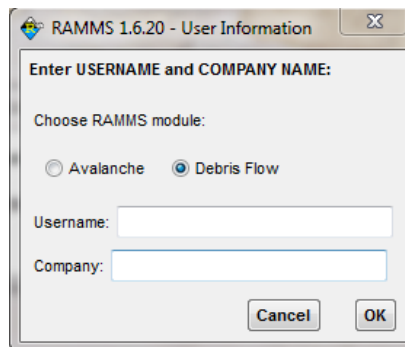 RAMMS 1.6.20 - User Information
Enter USERNAME and COMPANY NAME:
Choose RAMMS module:
Avalanche Debris Flow
Username:
Company:
Cancel OK